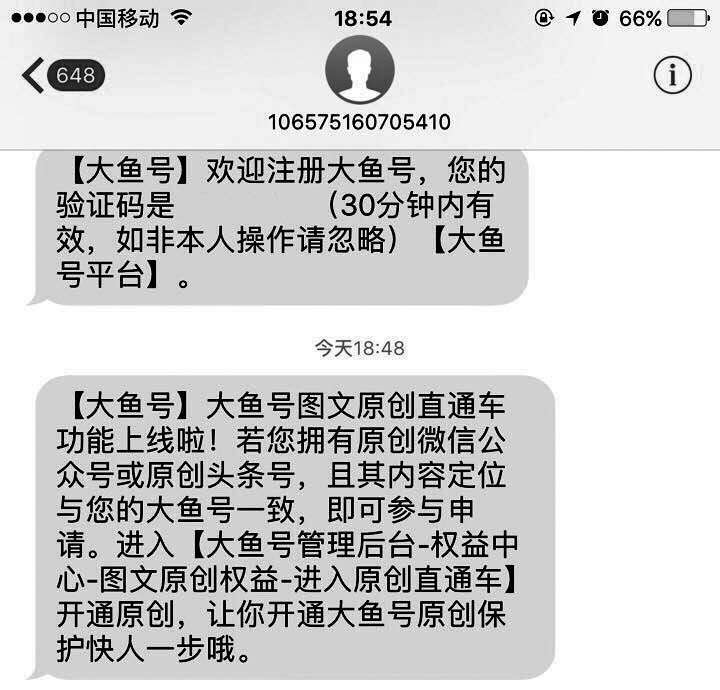 中国移动 18:54 66%
648
106575160705410
【大鱼号】欢迎注册大鱼号，您的
验证码是 （30分钟内有
效，如非本人操作请忽略）【大鱼
号平台】。
今天18:48
【大鱼号】大鱼号图文原创直通车
功能上线啦！若您拥有原创微信公
众号或原创头条号，且其内容定位
与您的大鱼号一致，即可参与申
请。进入【大鱼号管理后台-权益中
心-图文原创权益-进入原创直通车】
开通原创，让你开通大鱼号原创保
护快人一步哦。